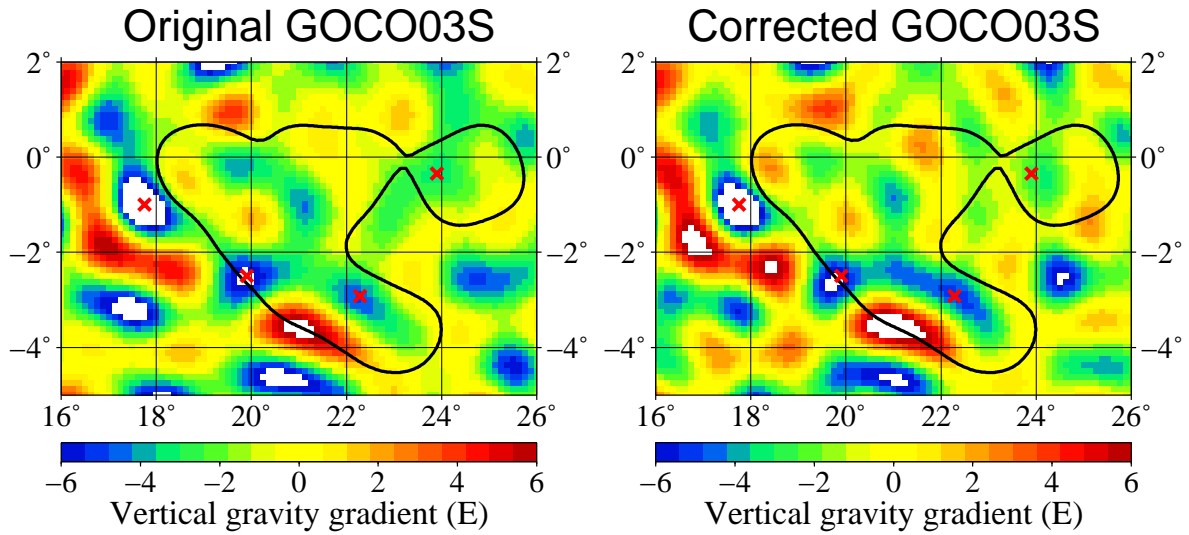 Original GOCO03S Corrected GOCO03S
2˚ 2˚ 2˚ 2˚
0˚ 0˚ 0˚ 0˚
−2˚ −2˚ −2˚ −2˚
−4˚ −4˚ −4˚ −4˚
16˚ 18˚ 20˚ 22˚ 24˚ 26˚ 16˚ 18˚ 20˚ 22˚ 24˚ 26˚
−6 −4 −2 0 2 4 6 −6 −4 −2 0 2 4 6
Vertical gravity gradient (E) Vertical gravity gradient (E)